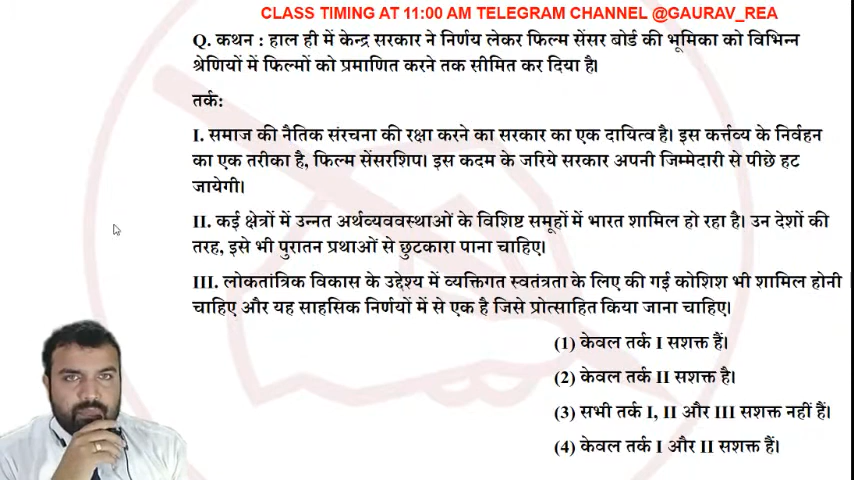 CLASS TIMING AT 11:00 AM TELEGRAM CHANNEL @GAURAV_REA
Q. कथन : हाल ही में केन्द्र सरकार ने निर्णय लेकर फिल्म सेंसर बोर्ड की भूमिका को विभिन्न
श्रेणियों में फिल्मों को प्रमाणित करने तक सीमित कर दिया है।
तर्क:
I. समाज की नैतिक संरचना की रक्षा करने का सरकार का एक दायित्व है। इस कर्त्तव्य के निर्वहन
का एक तरीका है, फिल्म सेंसरशिप। इस कदम के जरिये सरकार अपनी जिम्मेदारी से पीछे हट
जायेगी।
II. कई क्षेत्रों में उन्नत अर्थव्यववस्थाओं के विशिष्ट समूहों में भारत शामिल हो रहा है। उन देशों की
तरह, इसे भी पुरातन प्रथाओं से छुटकारा पाना चाहिए।
III. लोकतांत्रिक विकास के उद्देश्य में व्यक्तिगत स्वतंत्रता के लिए की गई कोशिश भी शामिल होनी
चाहिए और यह साहसिक निर्णयों में से एक है जिसे प्रोत्साहित किया जाना चाहिए।
(1) केवल तर्क I सशक्त हैं।
(2) केवल तर्क II सशक्त है।
(3) सभी तर्क I, II और III सशक्त नहीं हैं।
(4) केवल तर्क I और II सशक्त हैं।